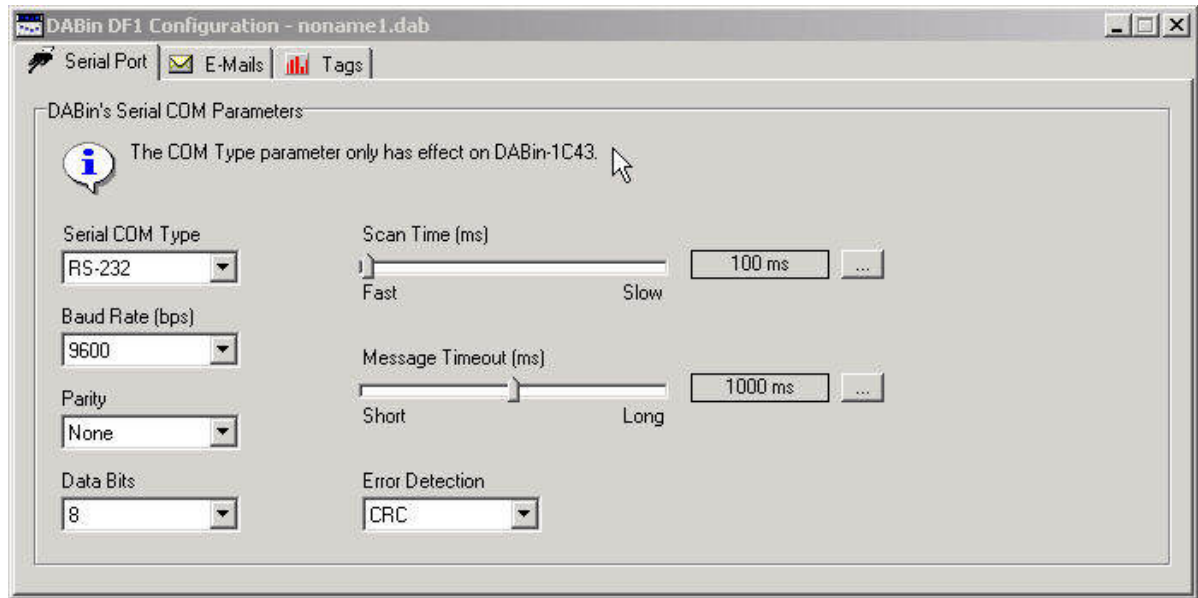 DABin DF1 Configuration - noname1.dab
Serial Port E-Mails Tags
DABin's Serial COM Parameters
The COM Type parameter only has effect on DABin-1C43.
Serial COM Type
RS-232
Scan Time (ms)
100 ms ...
Fast Slow
Baud Rate (bps)
9600
Message Timeout (ms)
1000 ms ...
Short Long
Parity
None
Data Bits
8
Error Detection
CRC